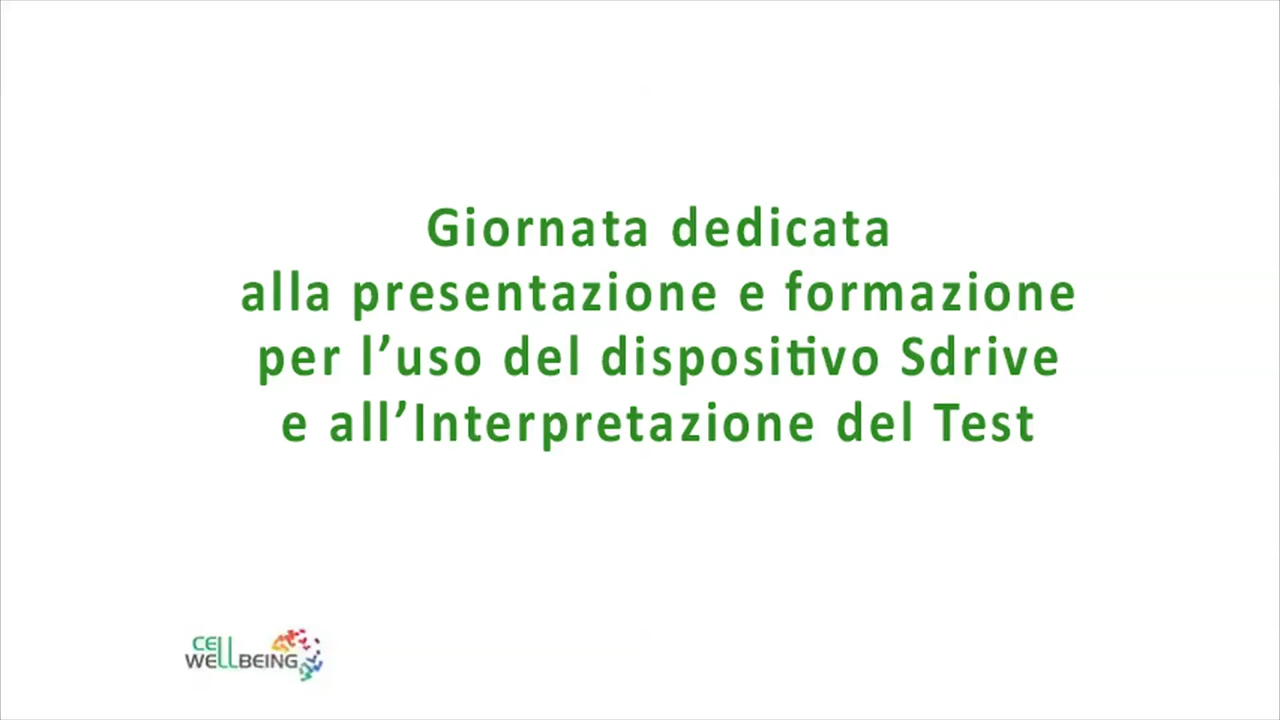 Giornata dedicata
alla presentazione e formazione
per l’uso del dispositivo Sdrive
e all’Interpretazione del Test
CELL
WELLBEING